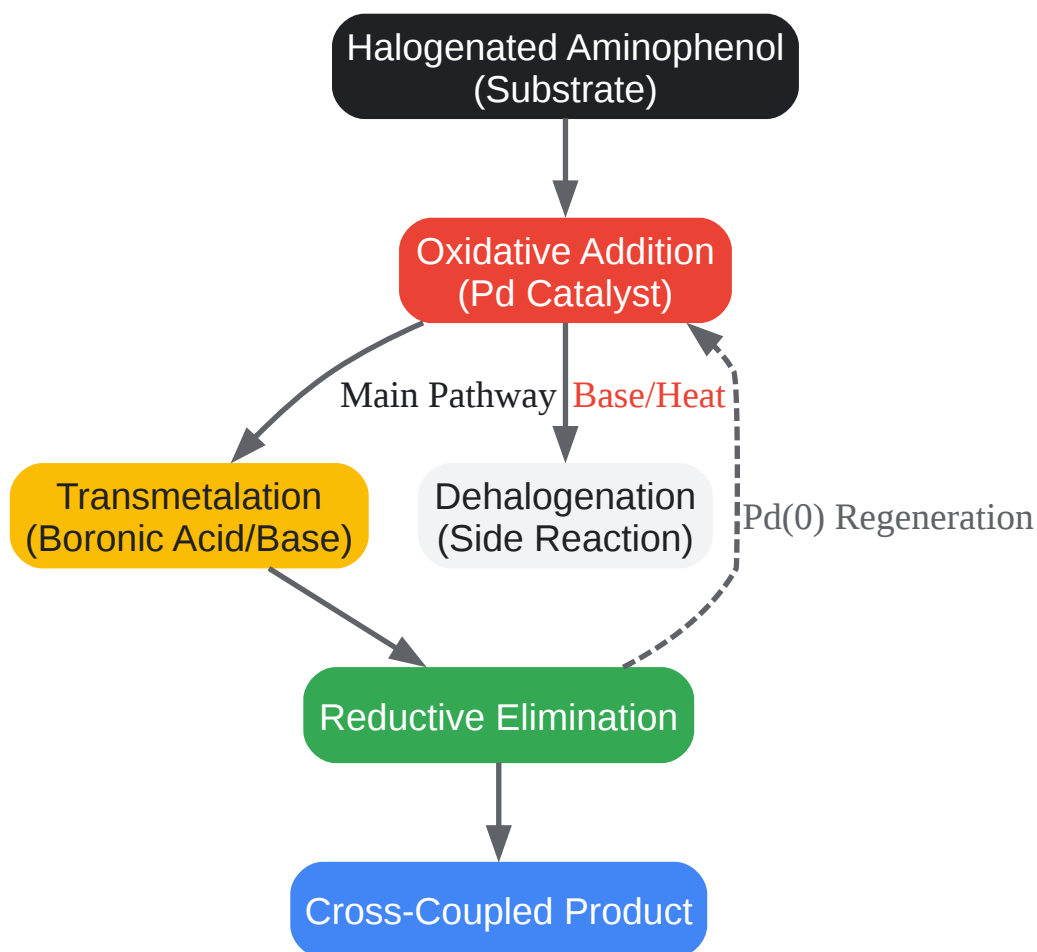 Halogenated Aminophenol
(Substrate)
Oxidative Addition
(Pd Catalyst)
Main Pathway
Base/Heat
Transmetalation
(Boronic Acid/Base)
Dehalogenation
(Side Reaction)
Pd(0) Regeneration
Reductive Elimination
Cross-Coupled Product